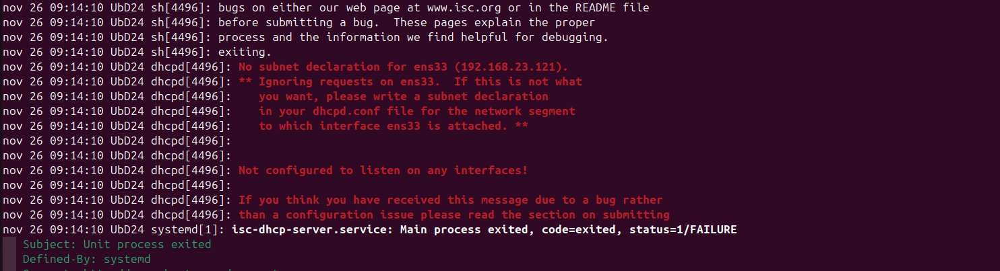 nov 26 09:14:10 UbD24 sh[4496]: bugs on either our web page at www.isc.org or in the README file
nov 26 09:14:10 UbD24 sh[4496]: before submitting a bug.  These pages explain the proper
nov 26 09:14:10 UbD24 sh[4496]: process and the information we find helpful for debugging.
nov 26 09:14:10 UbD24 sh[4496]: exiting.
nov 26 09:14:10 UbD24 dhcpd[4496]: No subnet declaration for ens33 (192.168.23.121).
nov 26 09:14:10 UbD24 dhcpd[4496]: ** Ignoring requests on ens33.  If this is not what
nov 26 09:14:10 UbD24 dhcpd[4496]:    you want, please write a subnet declaration
nov 26 09:14:10 UbD24 dhcpd[4496]:    in your dhcpd.conf file for the network segment
nov 26 09:14:10 UbD24 dhcpd[4496]:    to which interface ens33 is attached. **
nov 26 09:14:10 UbD24 dhcpd[4496]:
nov 26 09:14:10 UbD24 dhcpd[4496]:
nov 26 09:14:10 UbD24 dhcpd[4496]: Not configured to listen on any interfaces!
nov 26 09:14:10 UbD24 dhcpd[4496]:
nov 26 09:14:10 UbD24 dhcpd[4496]: If you think you have received this message due to a bug rather
nov 26 09:14:10 UbD24 dhcpd[4496]: than a configuration issue please read the section on submitting
nov 26 09:14:10 UbD24 systemd[1]: isc-dhcp-server.service: Main process exited, code=exited, status=1/FAILURE
Subject: Unit process exited
Defined-By: systemd